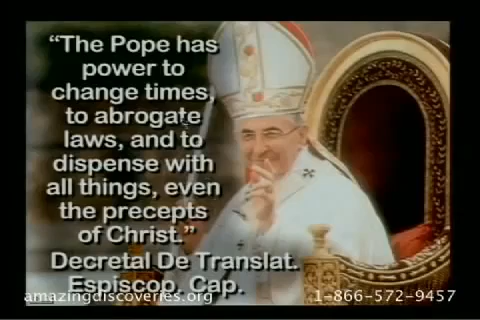 “The Pope has
power to
change times,
to abrogate
laws, and to
dispense with
all things, even
the precepts
of Christ.”
Decretal De Translat.
Espiscop. Cap.
amazingdiscoveries.org 1-866-572-9457